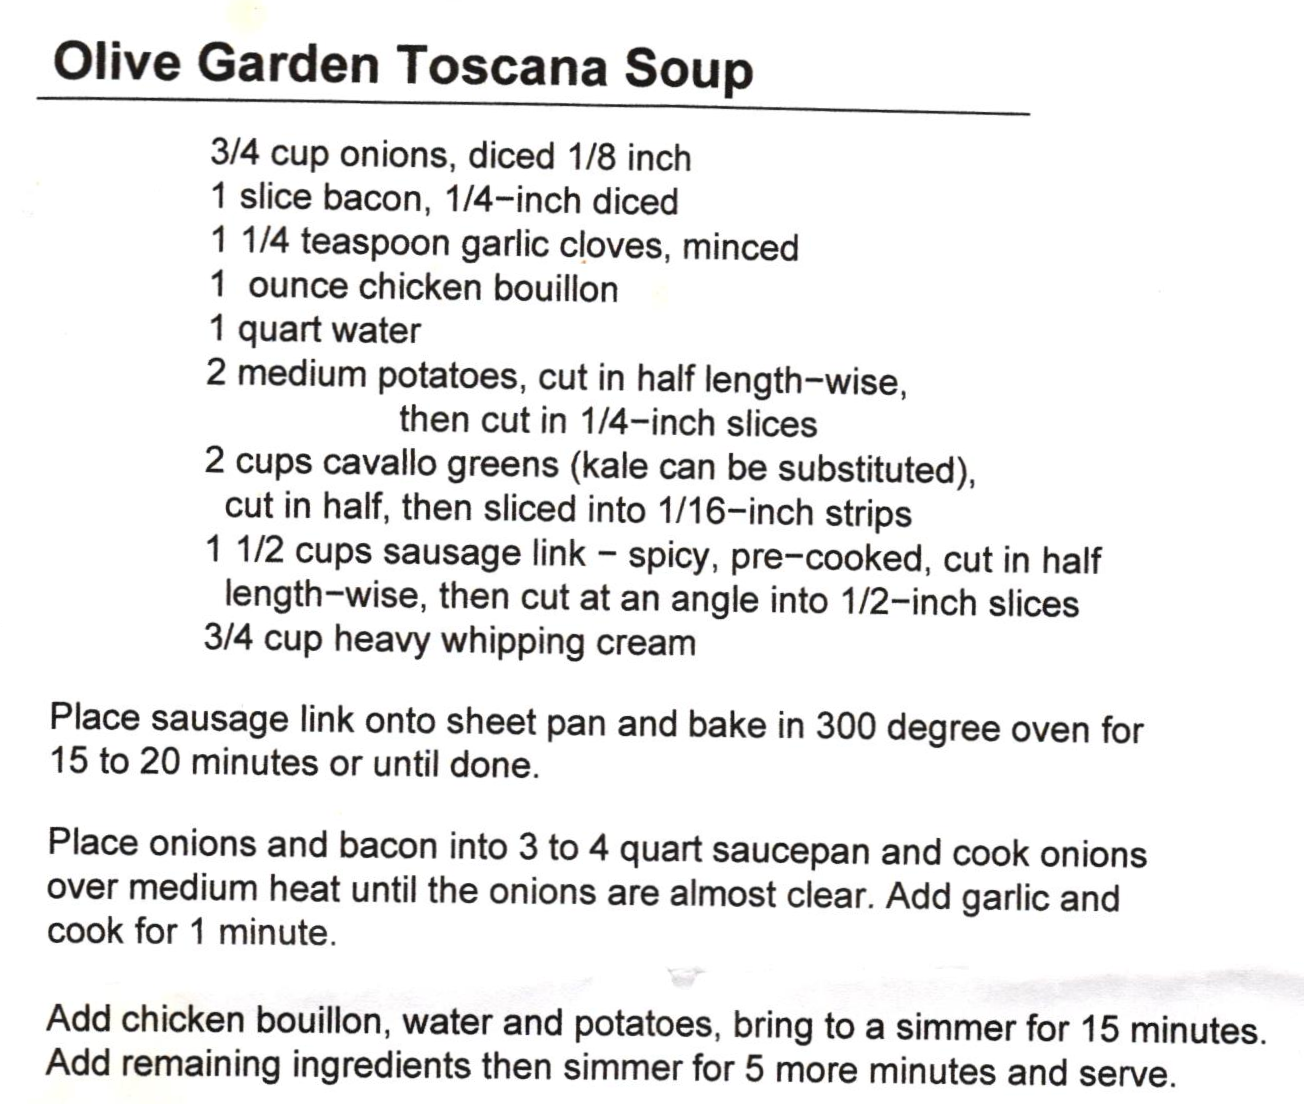 Olive Garden Toscana Soup
3/4 cup onions, diced 1/8 inch
1 slice bacon, 1/4-inch diced
1 1/4 teaspoon garlic cloves, minced
1 ounce chicken bouillon
1 quart water
2 medium potatoes, cut in half length-wise,
then cut in 1/4-inch slices
2 cups cavallo greens (kale can be substituted),
cut in half, then sliced into 1/16-inch strips
1 1/2 cups sausage link - spicy, pre-cooked, cut in half
length-wise, then cut at an angle into 1/2-inch slices
3/4 cup heavy whipping cream
Place sausage link onto sheet pan and bake in 300 degree oven for
15 to 20 minutes or until done.
Place onions and bacon into 3 to 4 quart saucepan and cook onions
over medium heat until the onions are almost clear. Add garlic and
cook for 1 minute.
Add chicken bouillon, water and potatoes, bring to a simmer for 15 minutes.
Add remaining ingredients then simmer for 5 more minutes and serve.